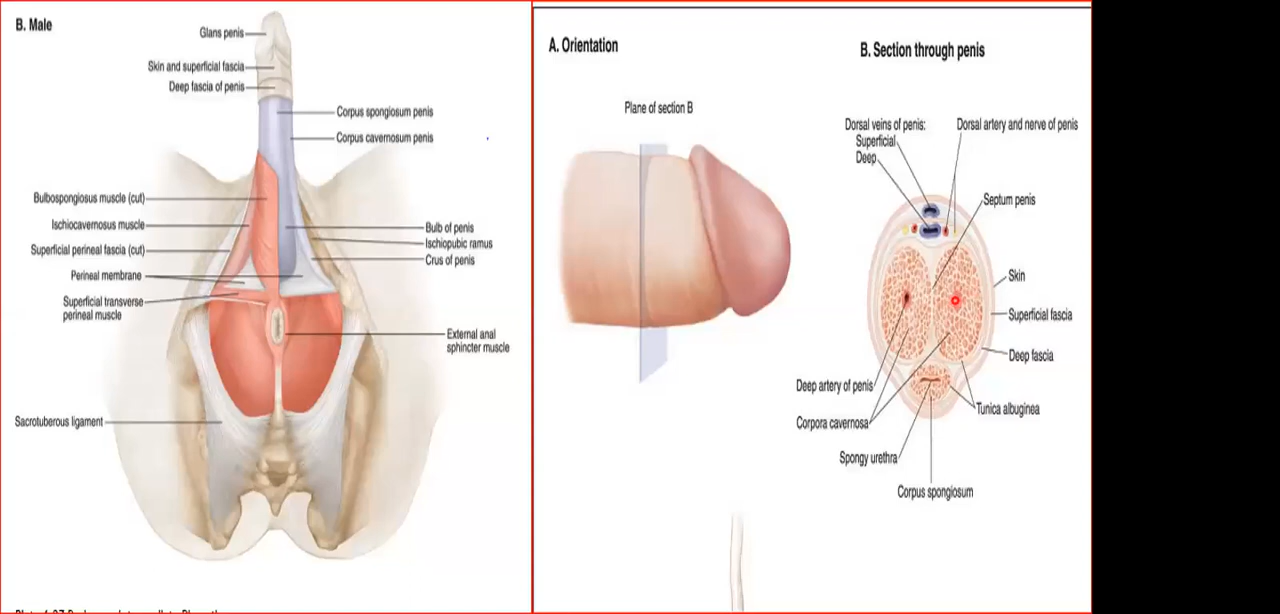 B. Male
Glans penis
Skin and superficial fascia
Deep fascia of penis
Corpus spongiosum penis
Corpus cavernosum penis
Bulbospongiosus muscle (cut)
Ischiocavernosus muscle
Superficial perineal fascia (cut)
Perineal membrane
Superficial transverse
perineal muscle
Bulb of penis
Ischiopubic ramus
Crus of penis
External anal
sphincter muscle
Sacrotuberous ligament
A. Orientation
Plane of section B
B. Section through penis
Dorsal veins of penis:
Superficial
Deep
Dorsal artery and nerve of penis
Septum penis
Skin
Superficial fascia
Deep fascia
Tunica albuginea
Deep artery of penis
Corpora cavernosa
Spongy urethra
Corpus spongiosum